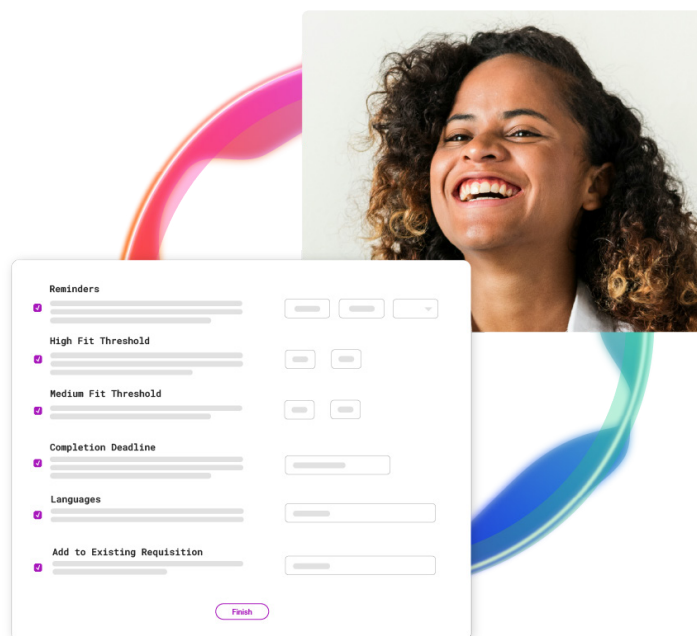 Reminders
High Fit Threshold
Medium Fit Threshold
Completion Deadline
Languages
Add to Existing Requisition
Finish